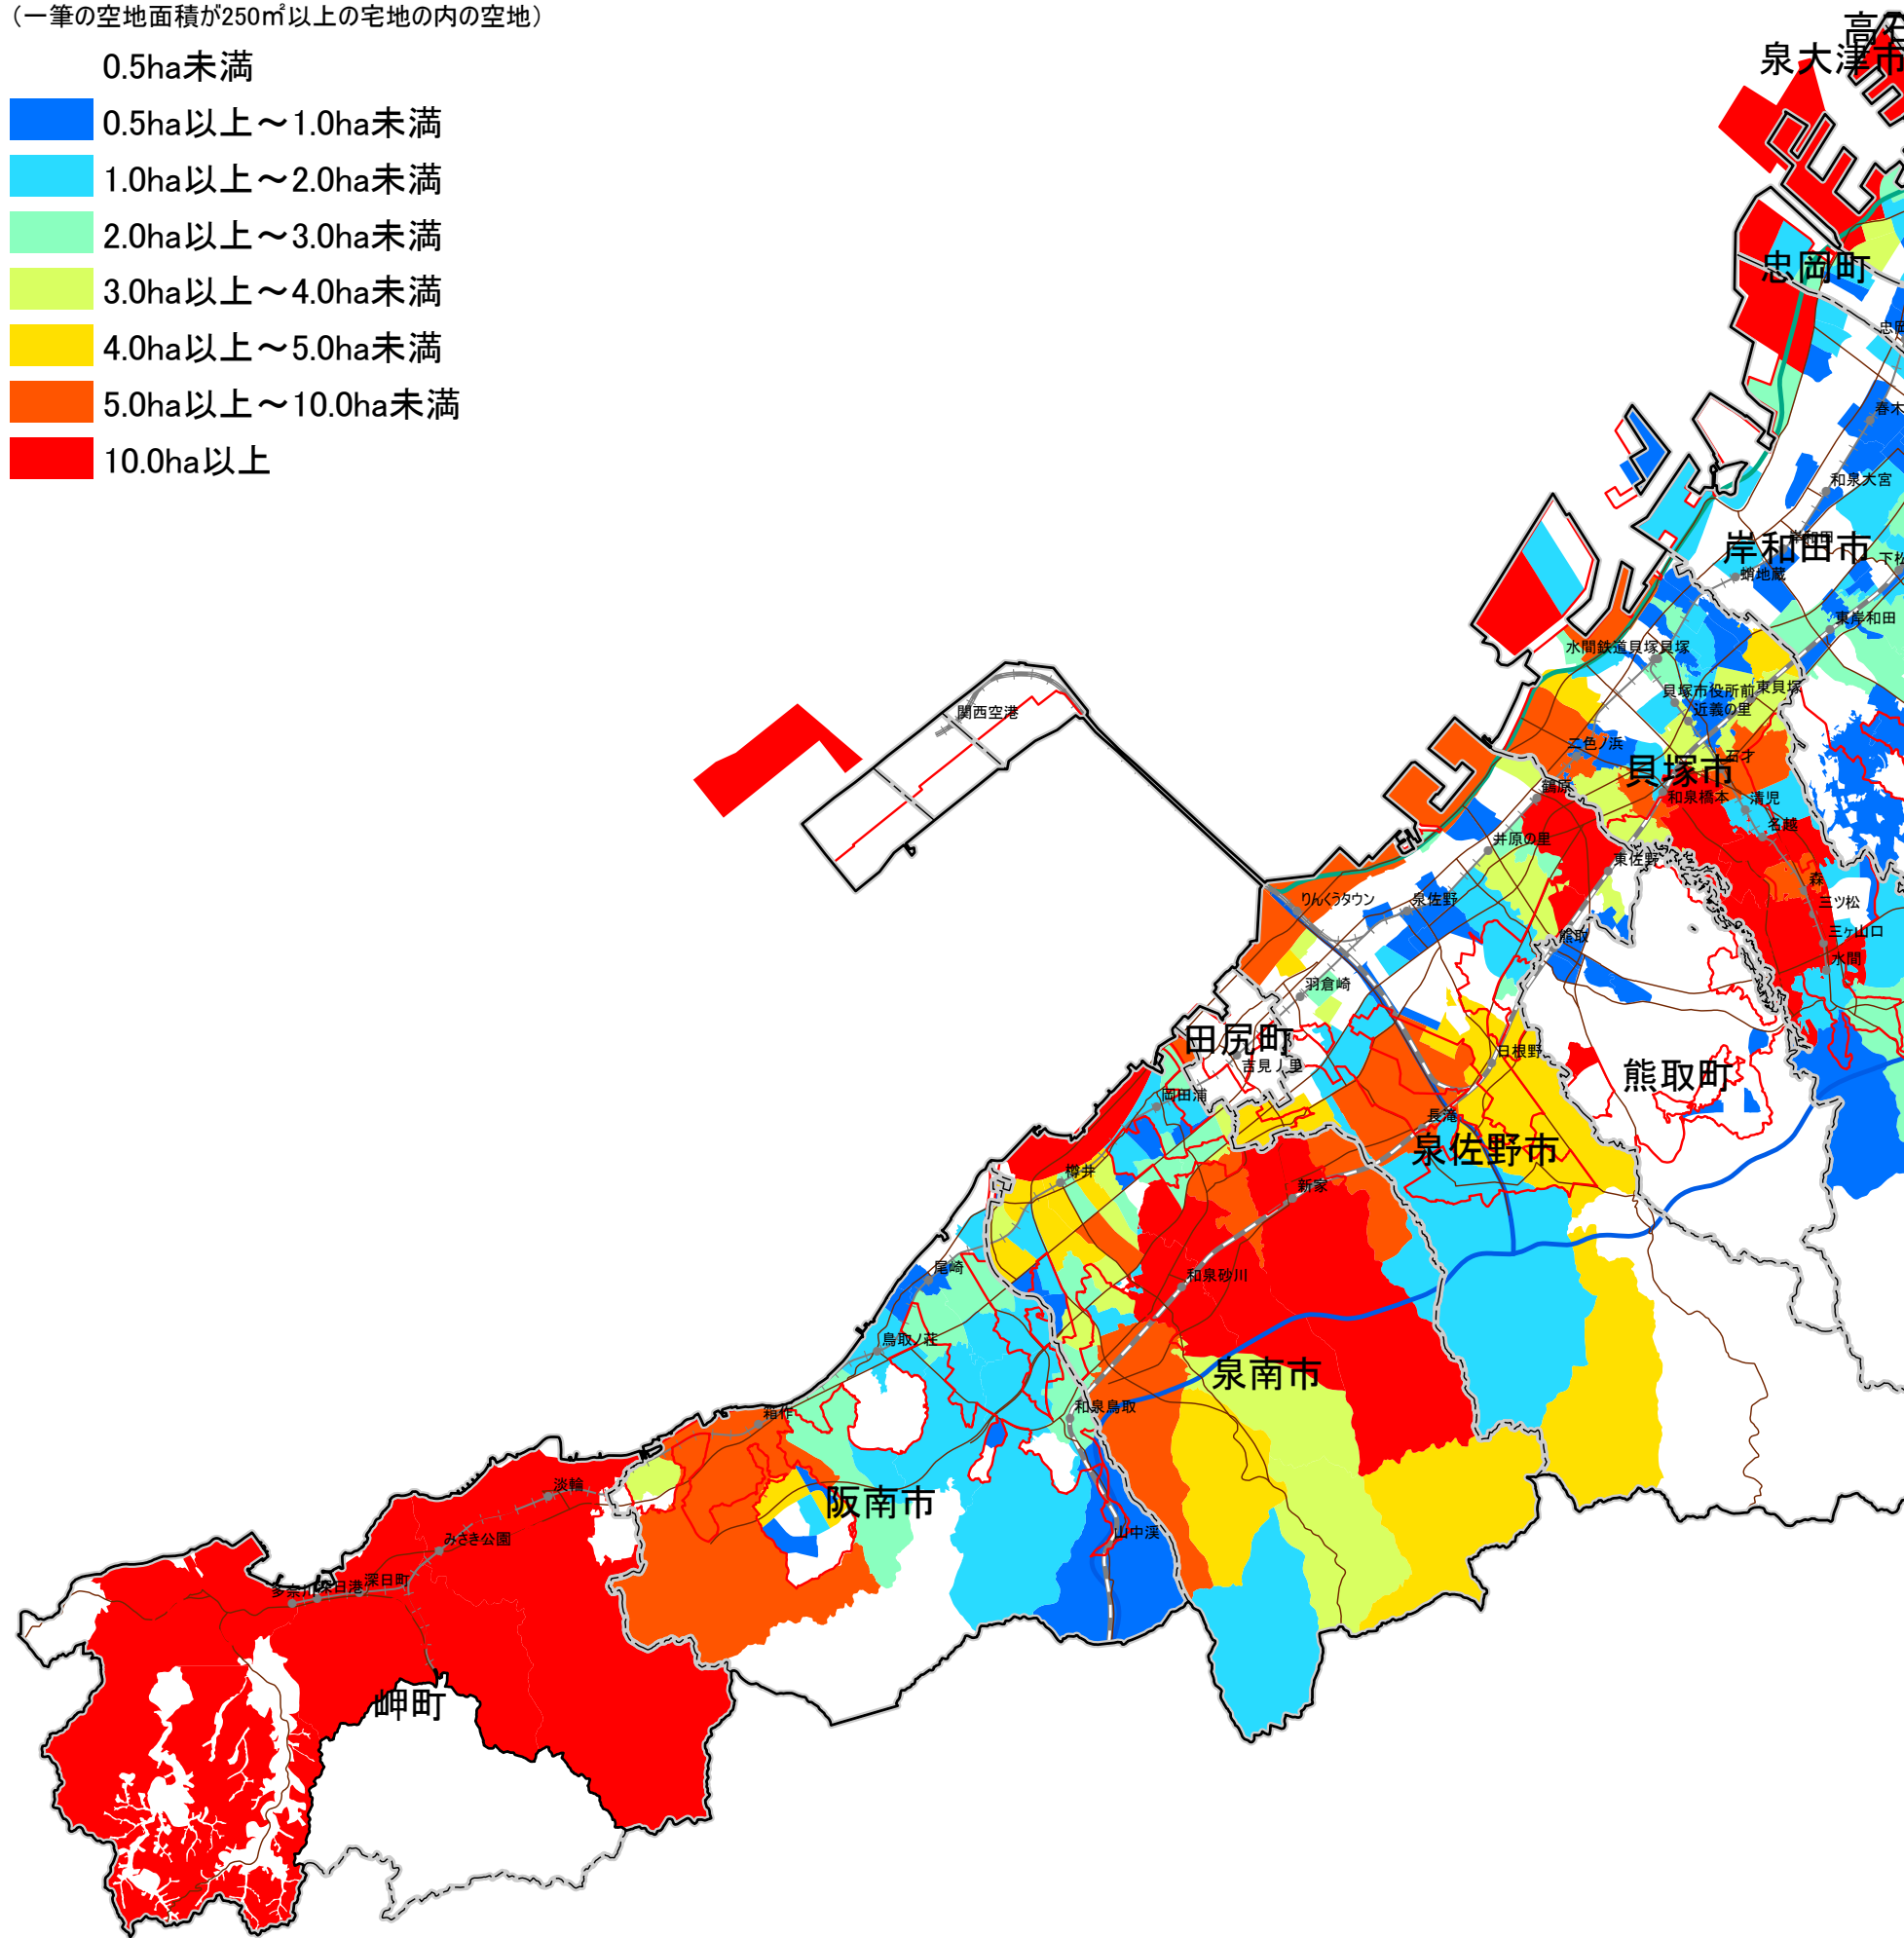 （一筆の空地面積が250㎡以上の宅地の内の空地）
0.5ha未満
0.5ha以上～1.0ha未満
1.0ha以上～2.0ha未満
2.0ha以上～3.0ha未満
3.0ha以上～4.0ha未満
4.0ha以上～5.0ha未満
5.0ha以上～10.0ha未満
10.0ha以上
泉大津市
忠岡町
春木
和泉大宮
岸和田
岸和田市
下松
蛸地蔵
東岸和田
水間鉄道貝塚貝塚
貝塚市役所前
東貝塚
近義の里
関西空港
二色ノ浜
石才
貝塚市
鶴原
和泉橋本
清児
名越
井原の里
東佐野
森
三ツ松
りんくうタウン
泉佐野
熊取
三ヶ山口
水間
羽倉崎
田尻町
吉見ノ里
日根野
熊取町
岡田浦
長滝
泉佐野市
樽井
新家
尾崎
和泉砂川
鳥取ノ荘
泉南市
箱作
和泉鳥取
淡輪
阪南市
山中渓
みさき公園
深日町
深日港
多奈川
岬町